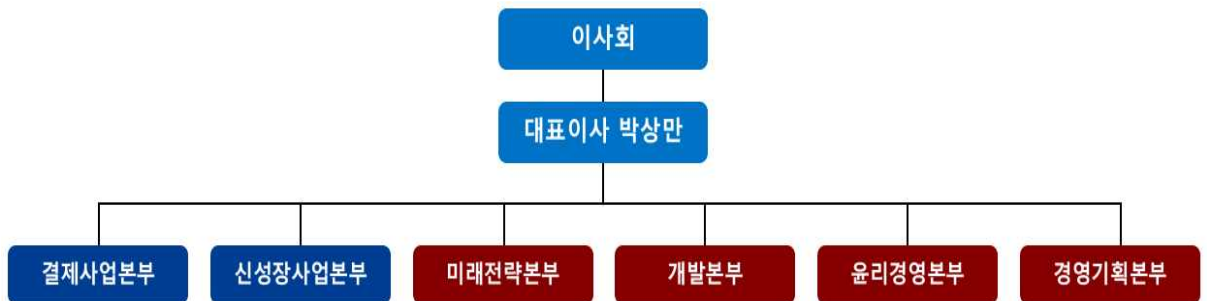 이사회
대표이사 박상만
결제사업본부
신성장사업본부
미래전략본부
개발본부
윤리경영본부
경영기획본부